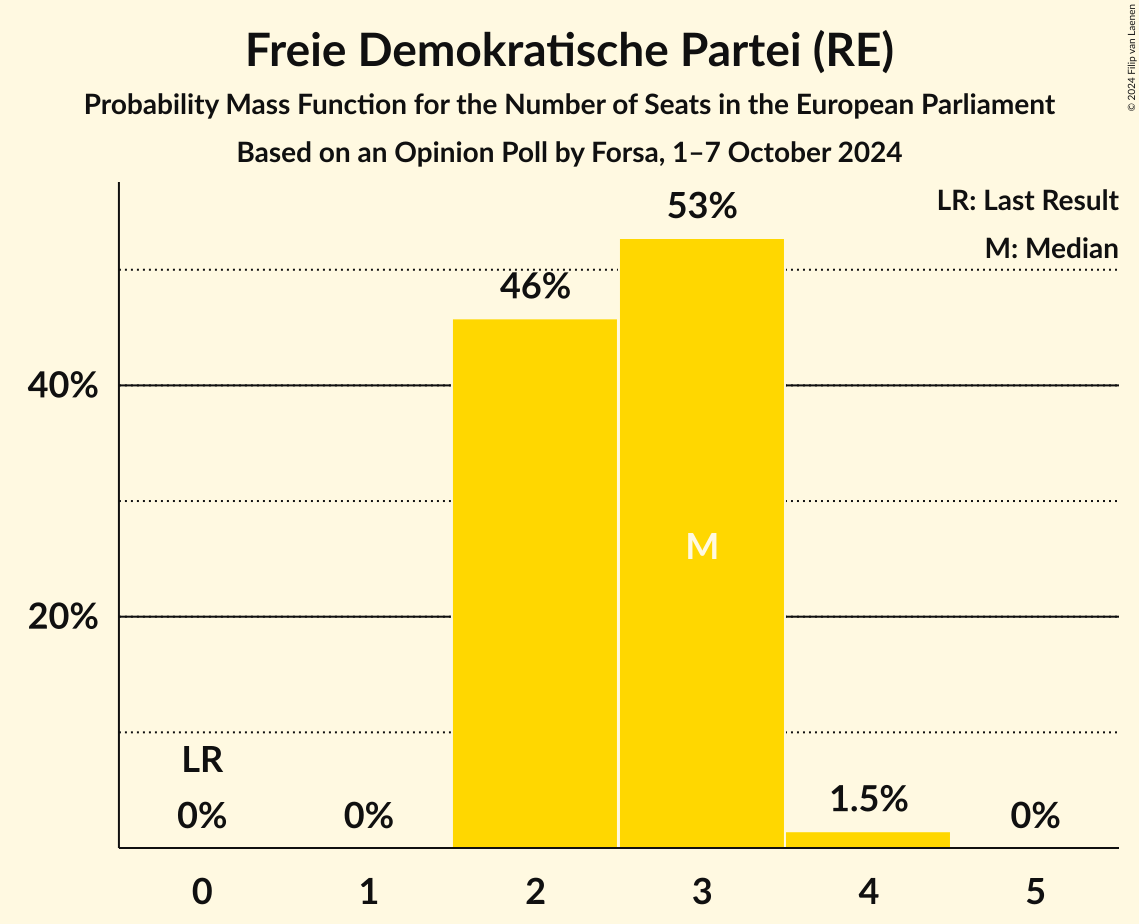 Freie Demokratische Partei (RE)
Probability Mass Function for the Number of Seats in the European Parliament
Based on an Opinion Poll by Forsa, 1–7 October 2024
© 2024 Filip van Laenen
LR: Last Result
M: Median
53%
46%
40%
M
20%
LR
0%
0%
1.5%
0%
0
1
2
3
4
5